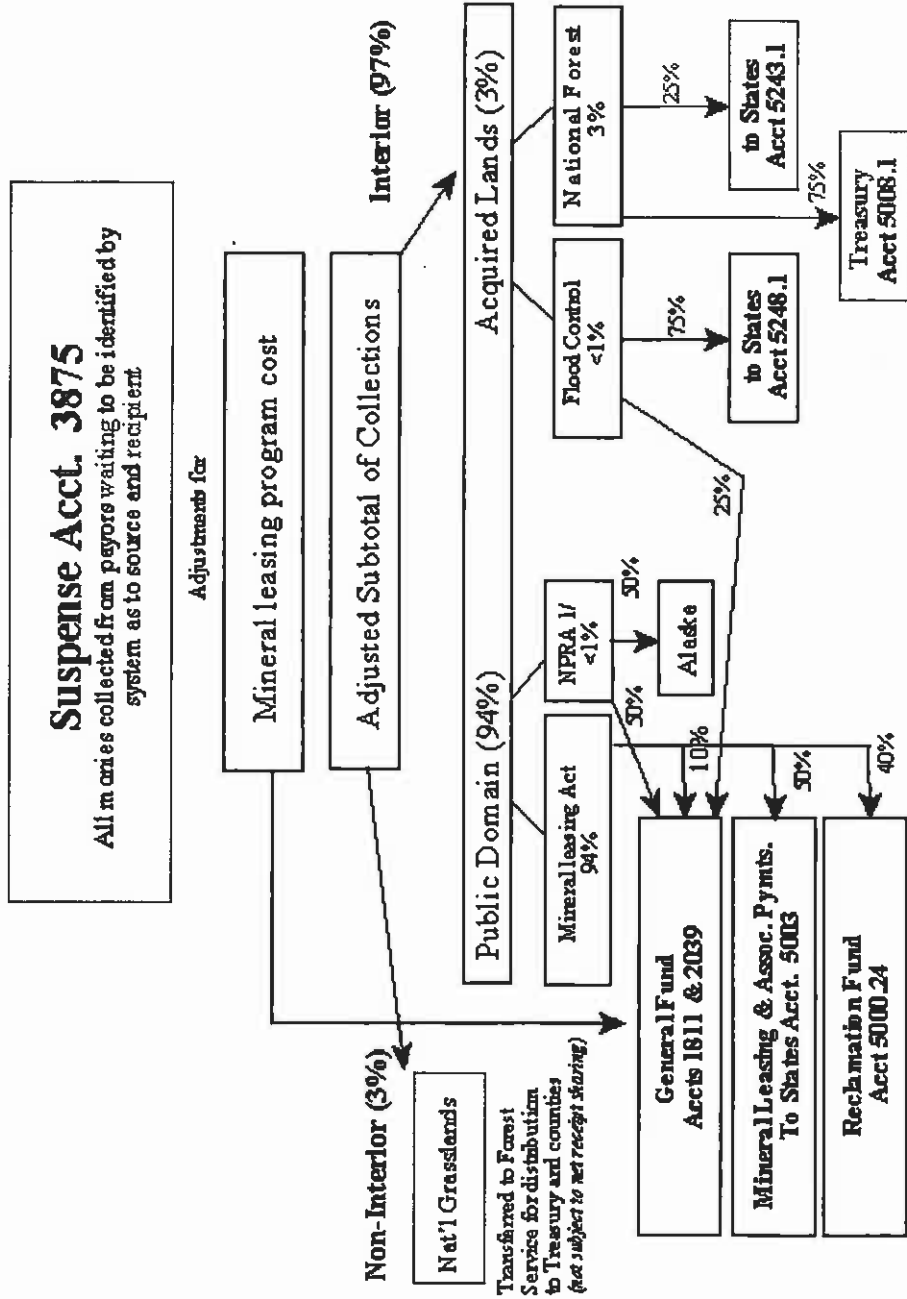 Suspense Acct. 3875
All monies collected from payors waiting to be identified by
system as to source and recipient
Adjustments for
Mineral leasing program cost
Adjusted Subtotal of Collections
Non-Interior (3%)
Interior (97%)
Nat'l Grasslands
Transferred to Forest
Service for distribution
to Treasury and counties
(not subject to net receipt sharing)
Public Domain (94%)
Acquired Lands (3%)
Mineral leasing Act
94%
NPRA 1/
<1%
Flood Control
<1%
National Forest
3%
50%
50%
Alaska
10%
50%
40%
25%
75%
75%
25%
General Fund
Accts 1811 & 2039
Mineral Leasing & Assoc. Pymts.
To States Acct. 5003
Reclamation Fund
Acct 5000.24
to States
Acct 5248.1
to States
Acct 5243.1
Treasury
Acct 5008.1